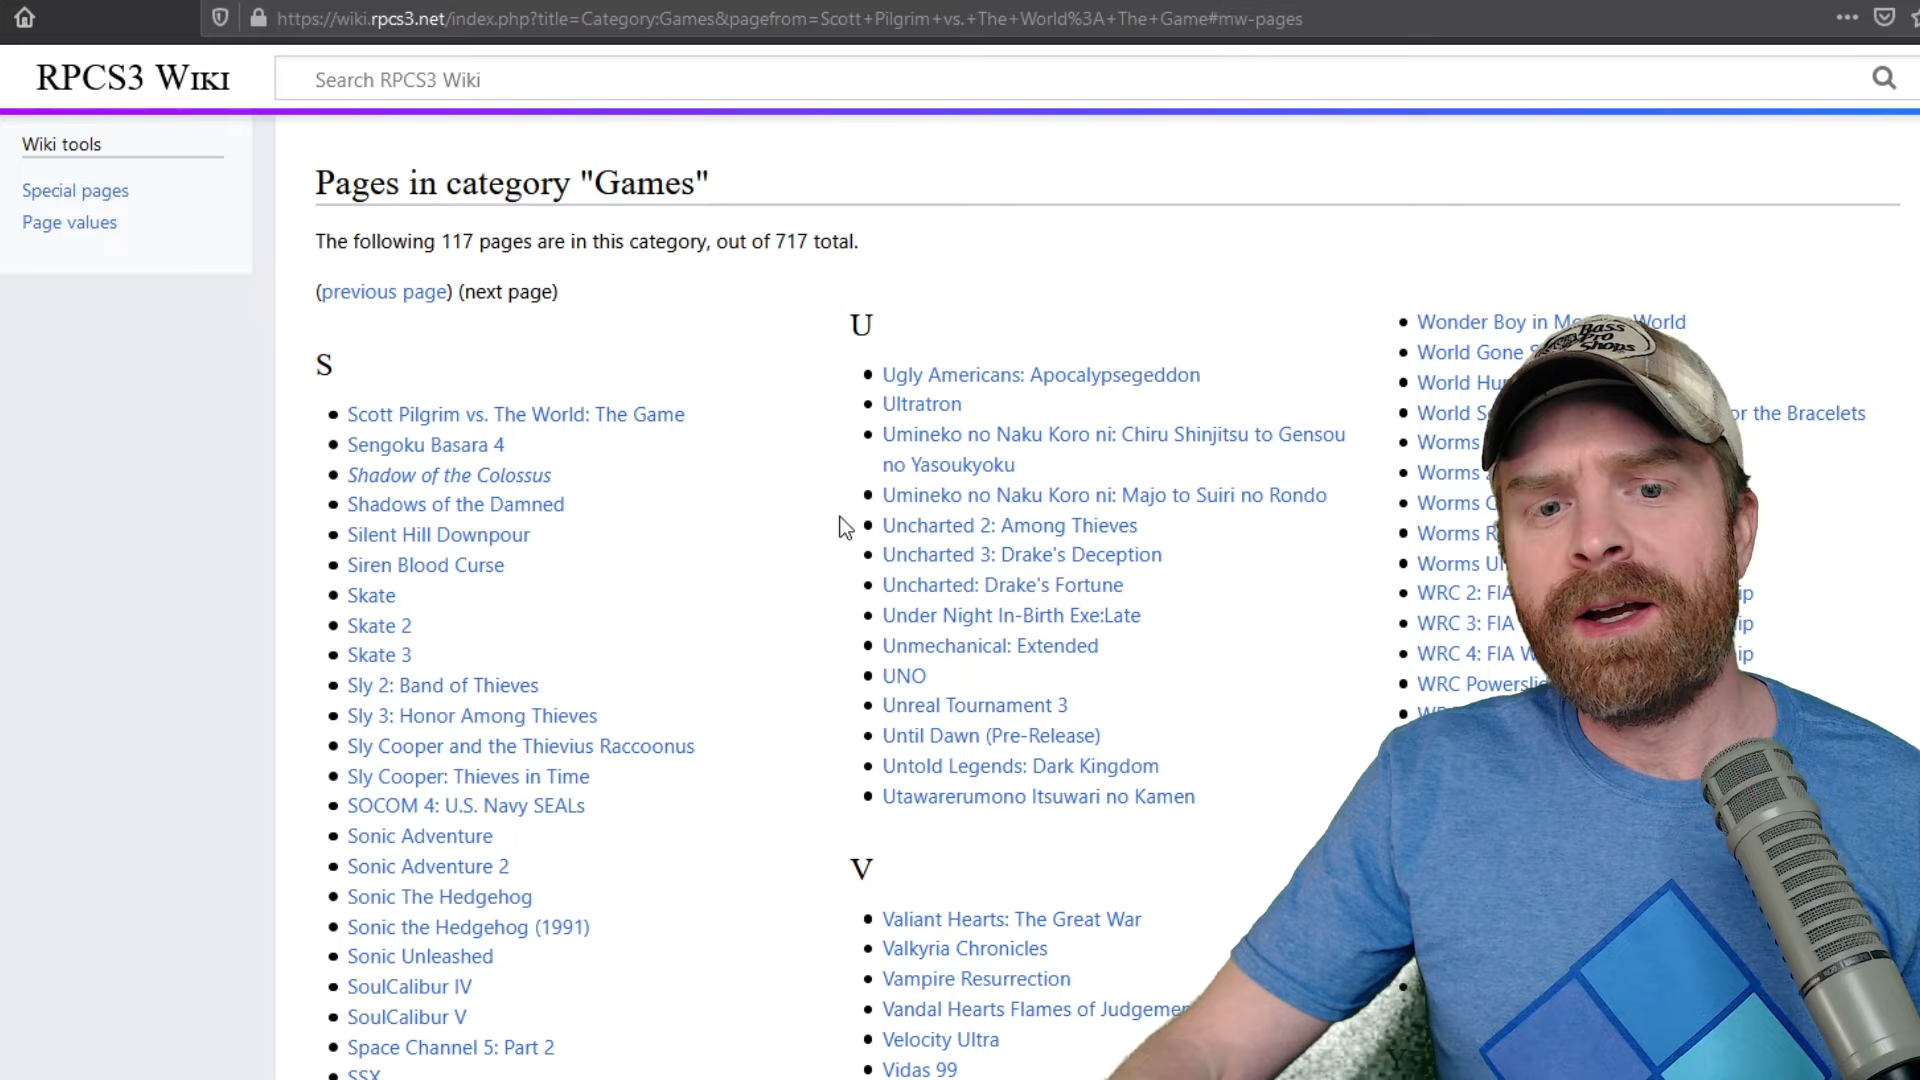 https://wiki.rpcs3.net/index.php?title=Category:Games&pagefrom=Scott+Pilgrim+vs.+The+World%3A+The+Game#mw-pages
RPCS3 WIKI
Search RPCS3 Wiki
Wiki tools
Special pages
Page values
Pages in category "Games"
The following 117 pages are in this category, out of 717 total.
(previous page) (next page)
S
Scott Pilgrim vs. The World: The Game
Sengoku Basara 4
Shadow of the Colossus
Shadows of the Damned
Silent Hill Downpour
Siren Blood Curse
Skate
Skate 2
Skate 3
Sly 2: Band of Thieves
Sly 3: Honor Among Thieves
Sly Cooper and the Thievius Raccoonus
Sly Cooper: Thieves in Time
SOCOM 4: U.S. Navy SEALs
Sonic Adventure
Sonic Adventure 2
Sonic The Hedgehog
Sonic the Hedgehog (1991)
Sonic Unleashed
SoulCalibur IV
SoulCalibur V
Space Channel 5: Part 2
SSX
U
Ugly Americans: Apocalypsegeddon
Ultratron
Umineko no Naku Koro ni: Chiru Shinjitsu to Gensou
no Yasoukyoku
Umineko no Naku Koro ni: Majo to Suiri no Rondo
Uncharted 2: Among Thieves
Uncharted 3: Drake's Deception
Uncharted: Drake's Fortune
Under Night In-Birth Exe:Late
Unmechanical: Extended
UNO
Unreal Tournament 3
Until Dawn (Pre-Release)
Untold Legends: Dark Kingdom
Utawarerumono Itsuwari no Kamen
V
Valiant Hearts: The Great War
Valkyria Chronicles
Vampire Resurrection
Vandal Hearts Flames of
Velocity Ultra
Vidas 99
Wonder Boy in World
World Gone
World
World or the Bracelets
Worms
Worms
Worms
Worms
Worms
WRC 2: FIA
WRC 3: FIA
WRC 4: FIA
WRC
Bass
Pro
Shops